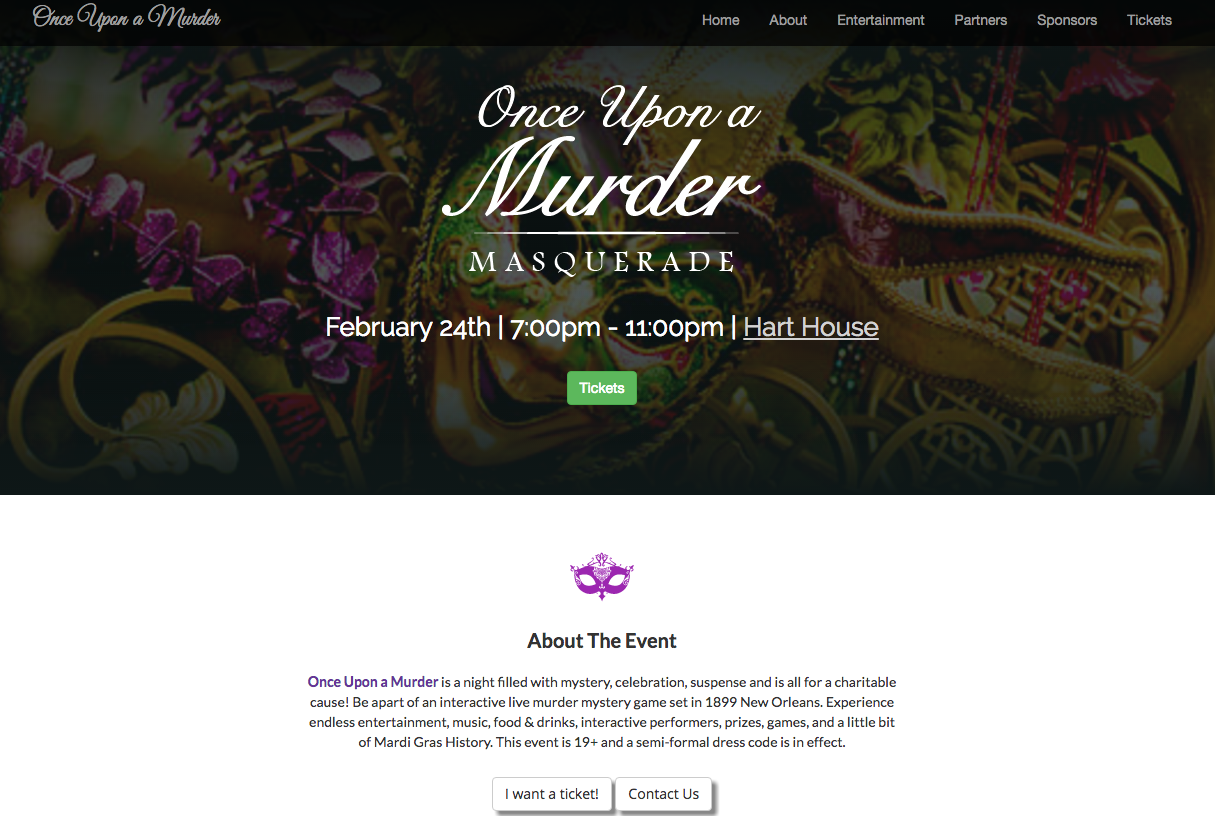 Once Upon a Murder
Home About Entertainment Partners Sponsors Tickets
Once Upon a
Murder
MASQUERADE
February 24th | 7:00pm - 11:00pm | Hart House
Tickets
About The Event
Once Upon a Murder is a night filled with mystery, celebration, suspense and is all for a charitable
cause! Be apart of an interactive live murder mystery game set in 1899 New Orleans. Experience
endless entertainment, music, food & drinks, interactive performers, prizes, games, and a little bit
of Mardi Gras History. This event is 19+ and a semi-formal dress code is in effect.
I want a ticket! Contact Us